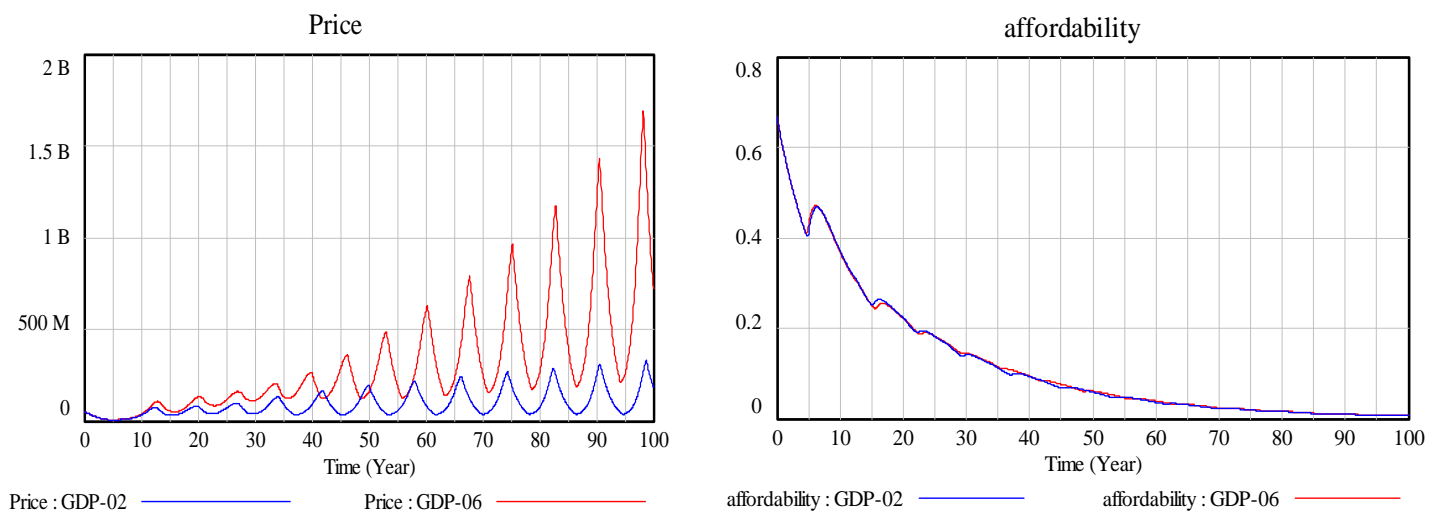 Price
2 B
1.5 B
1 B
500 M
0
0 10 20 30 40 50 60 70 80 90 100
Time (Year)
Price : GDP-02
Price : GDP-06
affordability
0.8
0.6
0.4
0.2
0
0 10 20 30 40 50 60 70 80 90 100
Time (Year)
affordability : GDP-02
affordability : GDP-06